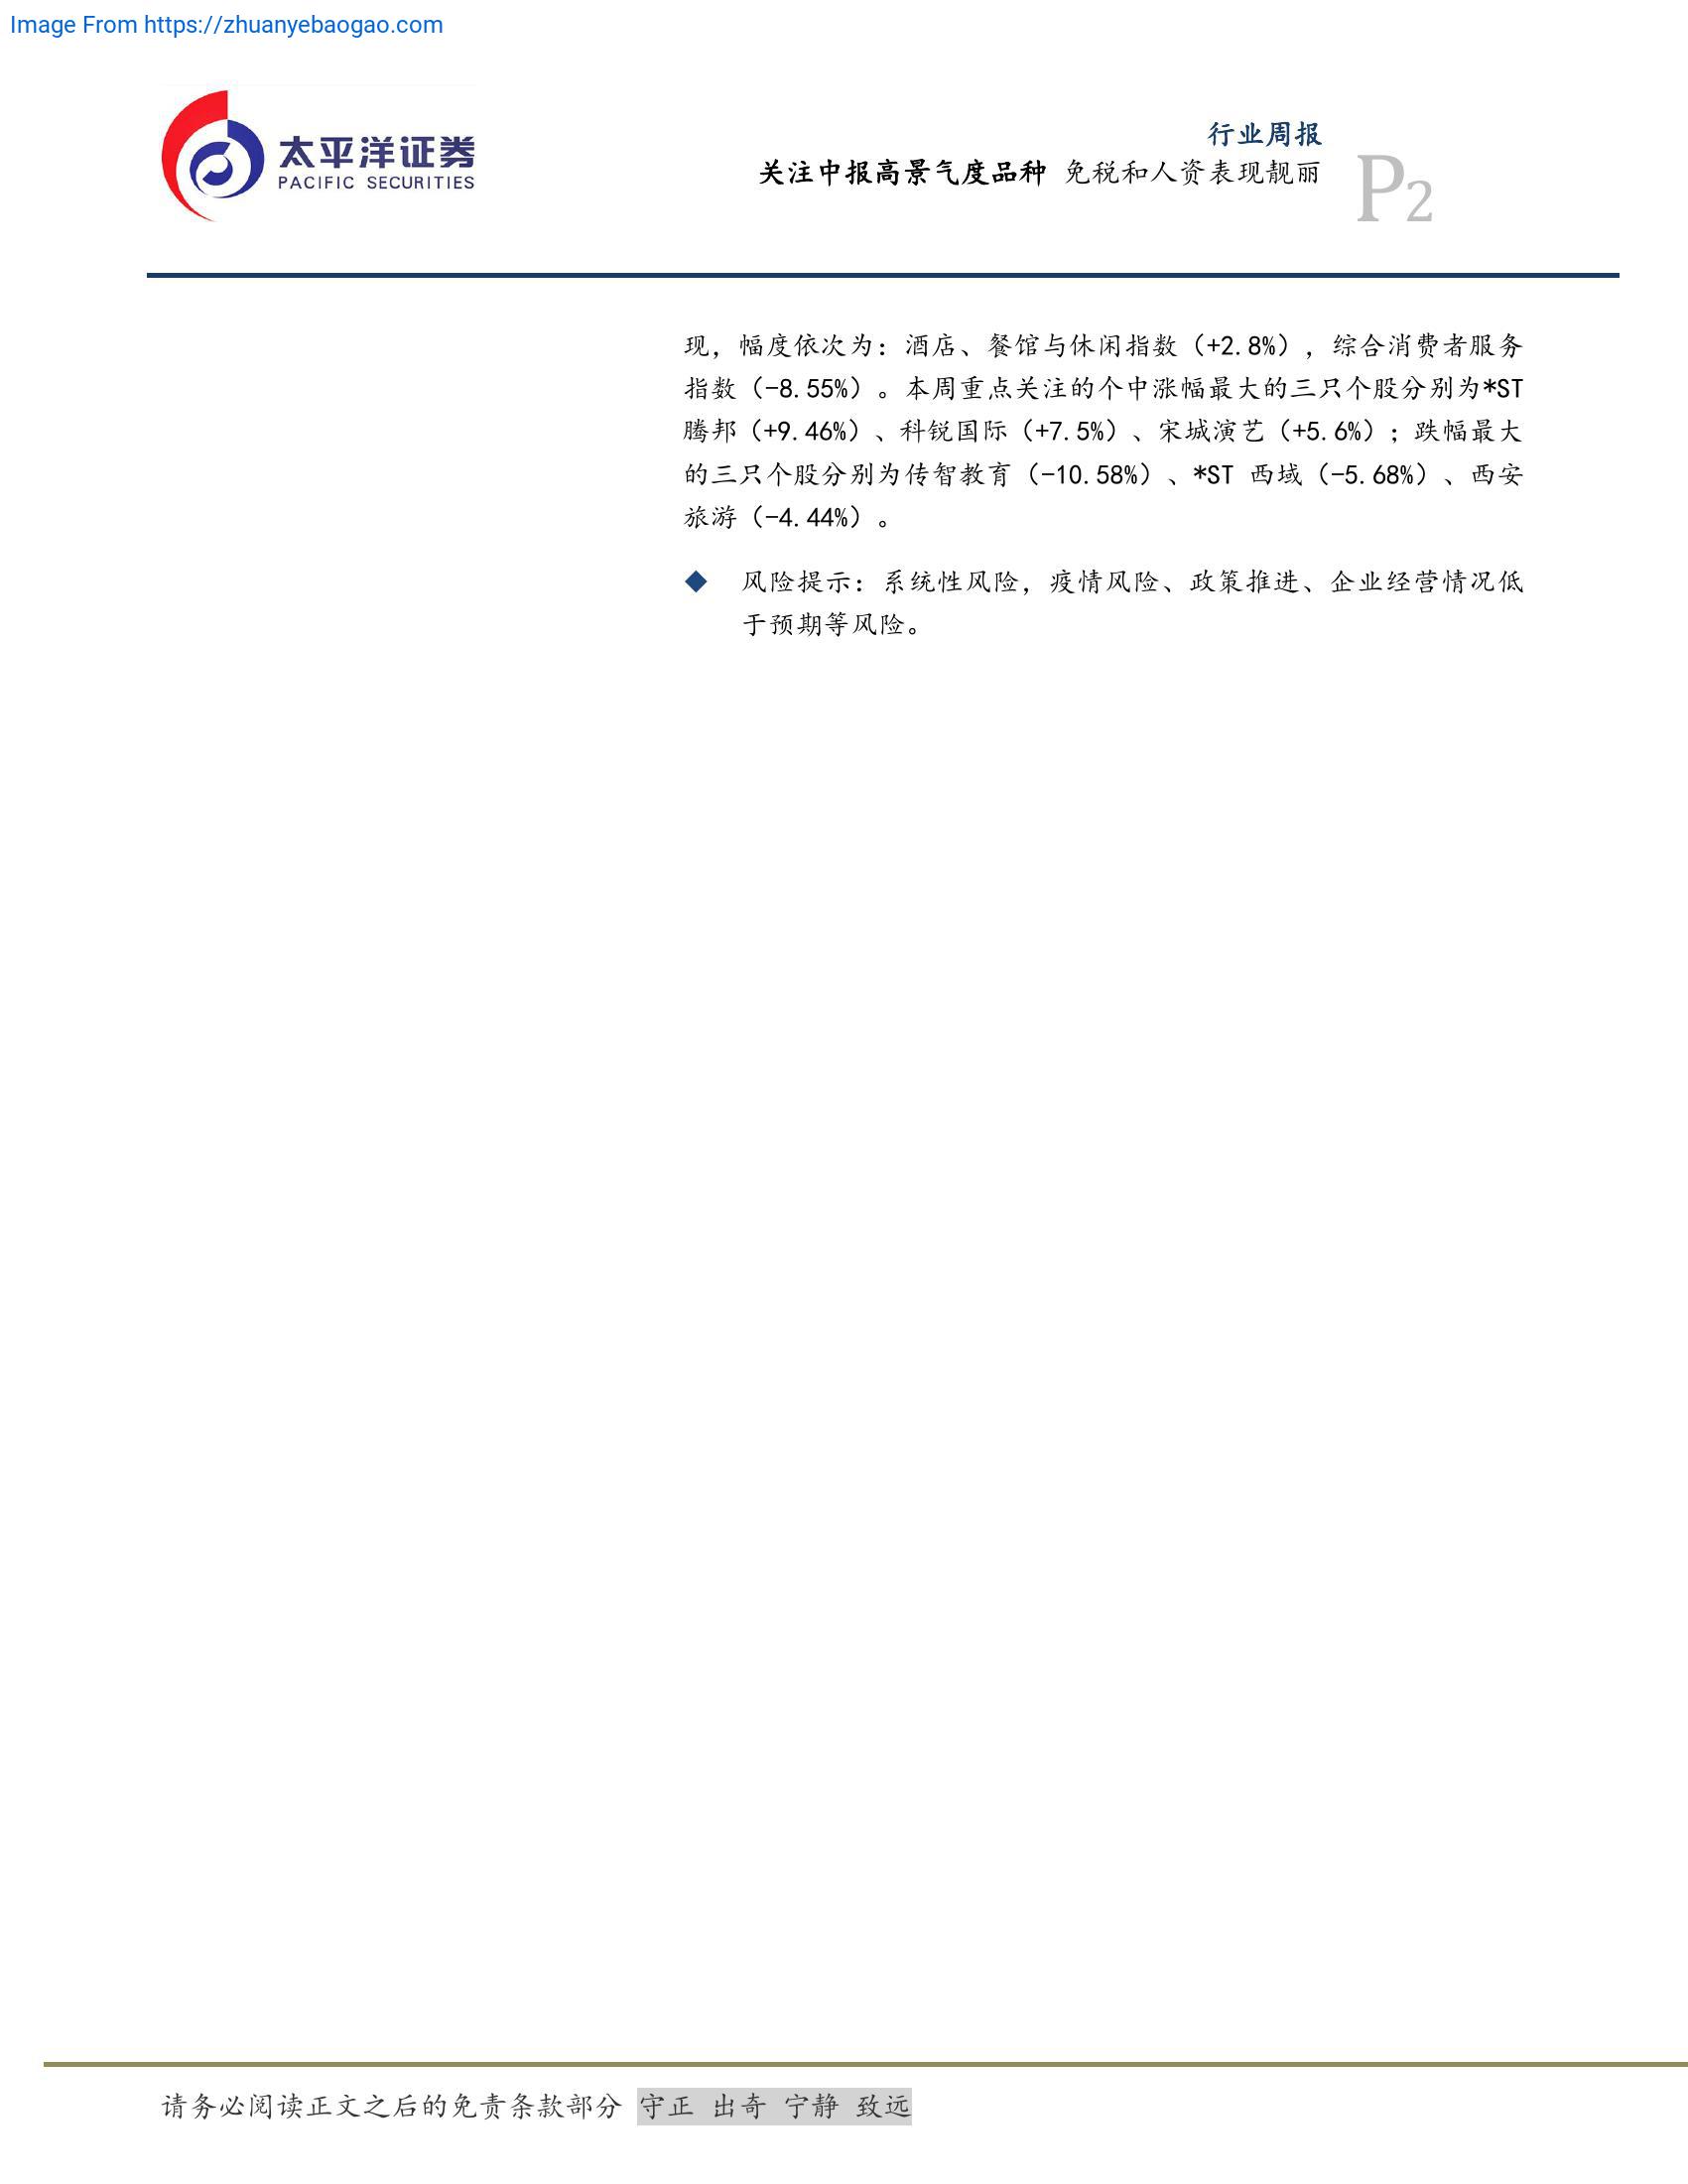 Image From https://zhuanyebaogao.com
太平洋证券
PACIFIC SECURITIES
行业周报
关注中报高景气度品种 免税和人资表现靓丽
P2
现，幅度依次为：酒店、餐馆与休闲指数（+2.8%），综合消费者服务
指数（-8.55%）。本周重点关注的个中涨幅最大的三只个股分别为*ST
腾邦（+9.46%）、科锐国际（+7.5%）、宋城演艺（+5.6%）；跌幅最大
的三只个股分别为传智教育（-10.58%）、*ST 西域（-5.68%）、西安
旅游（-4.44%）。
◆ 风险提示：系统性风险，疫情风险、政策推进、企业经营情况低
于预期等风险。
请务必阅读正文之后的免责条款部分 守正 出奇 宁静 致远